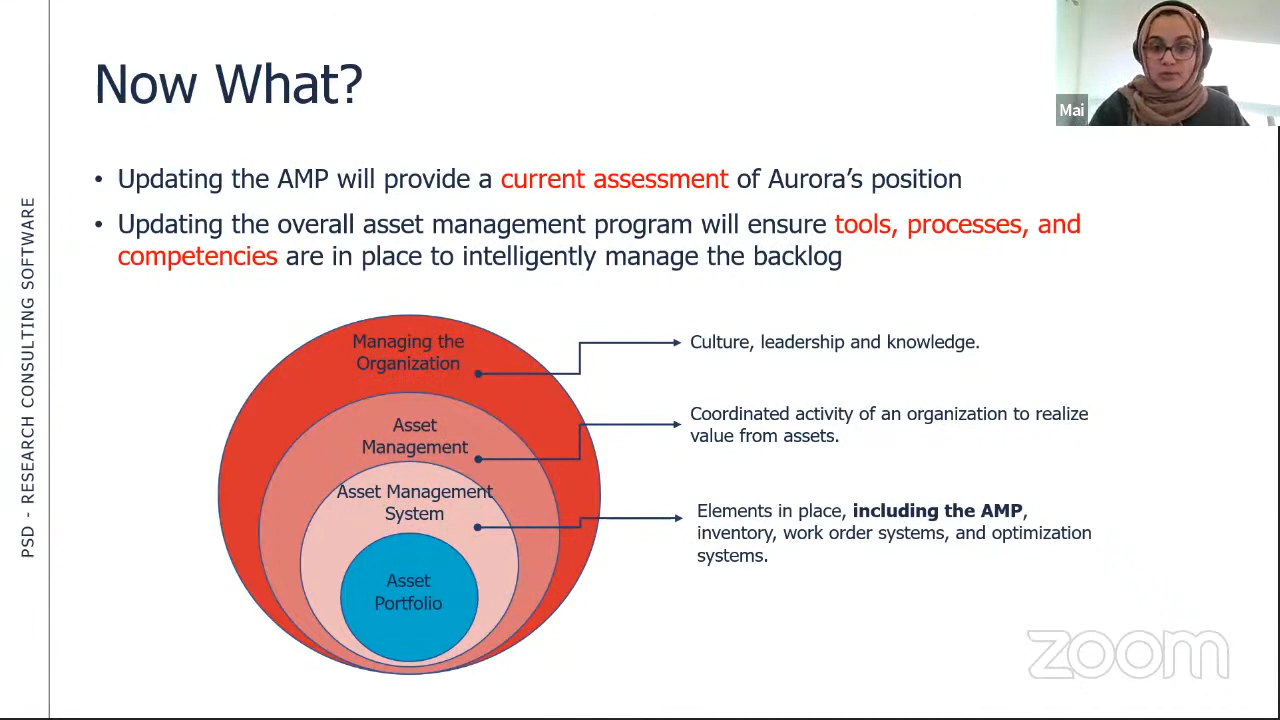 Now What?
Mai
• Updating the AMP will provide a current assessment of Aurora’s position
• Updating the overall asset management program will ensure tools, processes, and
competencies are in place to intelligently manage the backlog
PSD - RESEARCH CONSULTING SOFTWARE
Managing the
Organization
Culture, leadership and knowledge.
Asset
Management
Coordinated activity of an organization to realize
value from assets.
Asset Management
System
Elements in place, including the AMP,
inventory, work order systems, and optimization
systems.
Asset
Portfolio
zoom